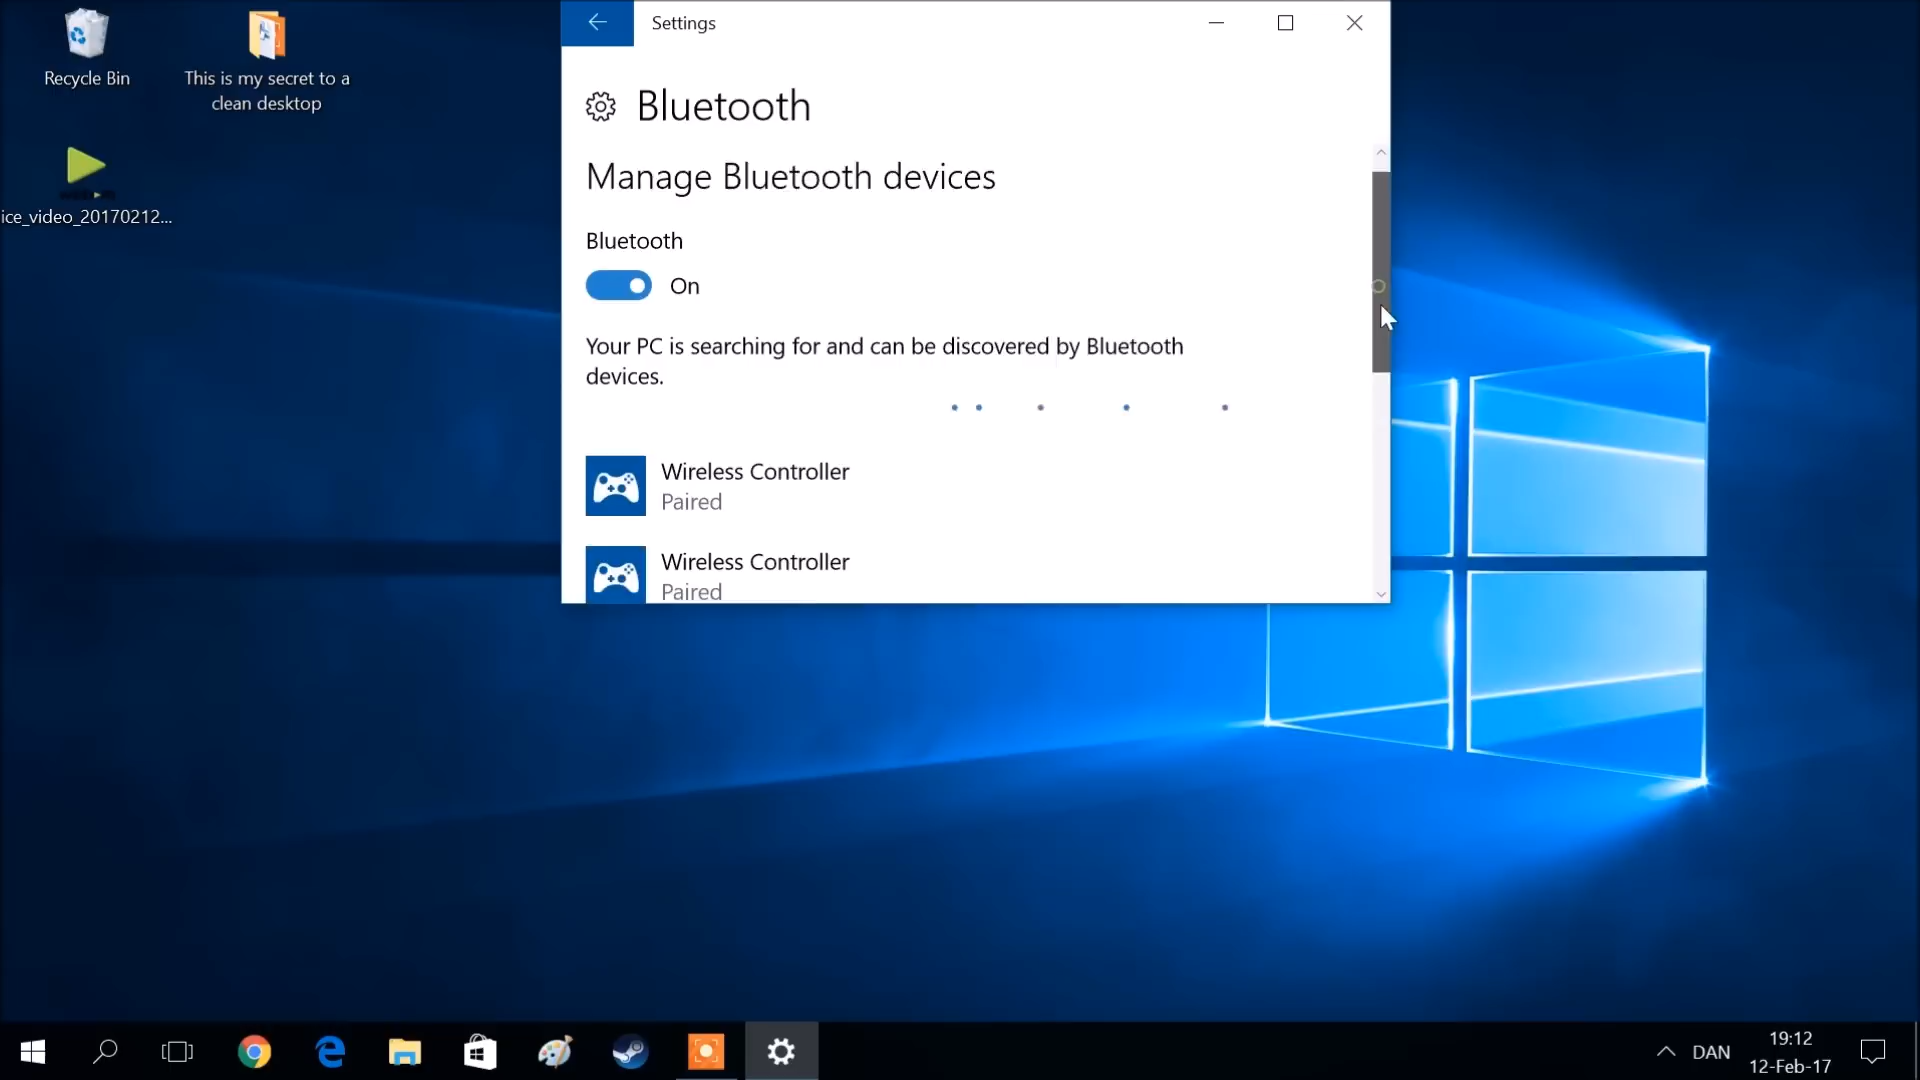 Recycle Bin
This is my secret to a
clean desktop
ice_video_20170212...
Settings
Bluetooth
Manage Bluetooth devices
Bluetooth
On
Your PC is searching for and can be discovered by Bluetooth
devices.
Wireless Controller
Paired
Wireless Controller
Paired
DAN
19:12
12-Feb-17